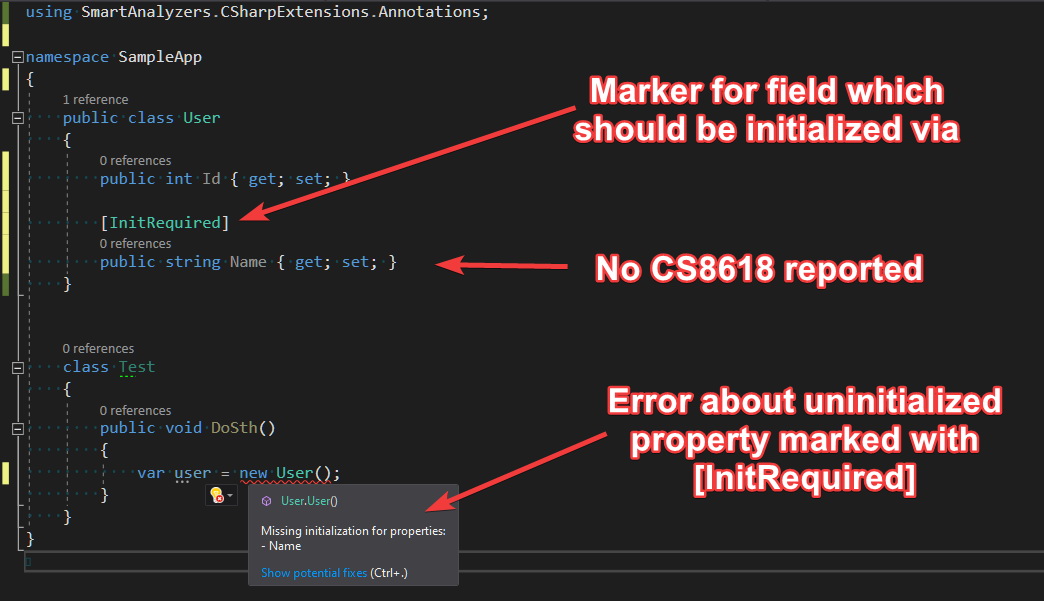 using SmartAnalyzers.CSharpExtensions.Annotations;
namespace SampleApp
{
1 reference
public class User
{
0 references
public int Id { get; set; }
[InitRequired]
0 references
public string Name { get; set; }
}
0 references
class Test
{
0 references
public void DoSth()
{
var user = new User();
}
}
}
User.User()
Missing initialization for properties:
- Name
Show potential fixes (Ctrl+.)
Marker for field which
should be initialized via
No CS8618 reported
Error about uninitialized
property marked with
[InitRequired]